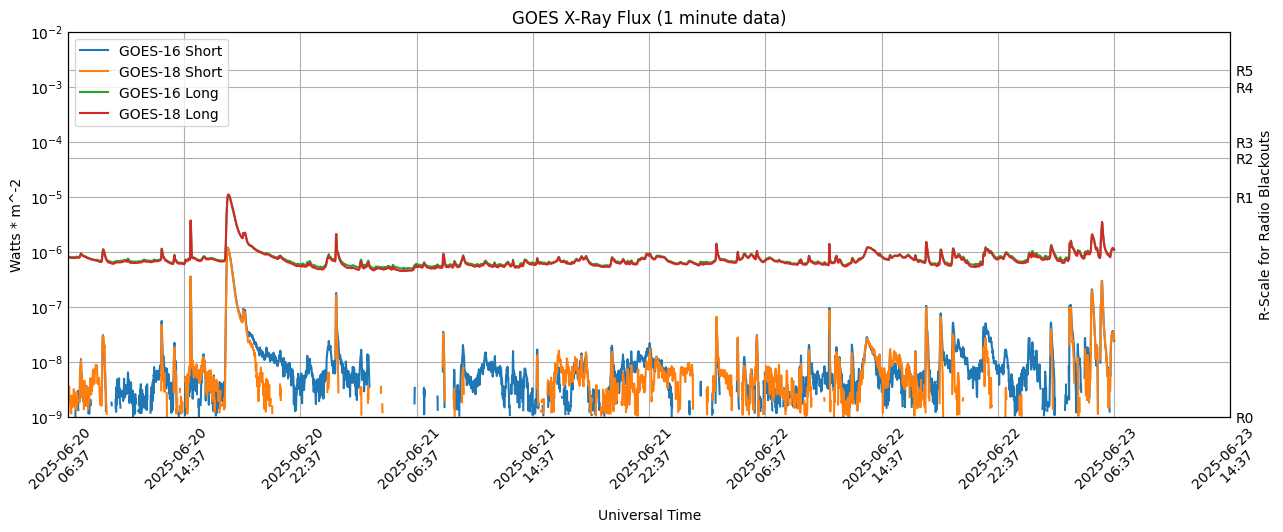 GOES X-Ray Flux (1 minute data)
GOES-16 Short
GOES-18 Short
GOES-16 Long
GOES-18 Long
10^-2
10^-3
10^-4
10^-5
10^-6
10^-7
10^-8
10^-9
Watts * m^-2
R5
R4
R3
R2
R1
R0
R-Scale for Radio Blackouts
2025-06-20
06:37
2025-06-20
14:37
2025-06-20
22:37
2025-06-21
06:37
2025-06-21
14:37
2025-06-21
22:37
2025-06-22
06:37
2025-06-22
14:37
2025-06-22
22:37
2025-06-23
06:37
2025-06-23
14:37
Universal Time